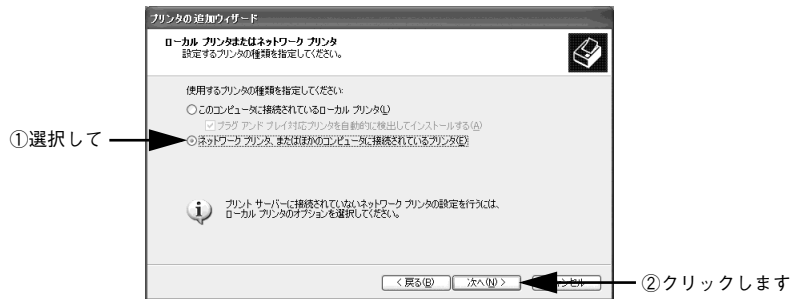 プリンタの追加ウィザード
ローカル プリンタまたはネットワーク プリンタ
設定するプリンタの種類を指定してください。
使用するプリンタの種類を指定してください:
このコンピュータに接続されているローカル プリンタ(L)
プラグ アンド プレイ対応プリンタを自動的に検出してインストールする(A)
①選択して
ネットワーク プリンタ、またはほかのコンピュータに接続されているプリンタ(E)
プリント サーバーに接続されていないネットワーク プリンタの設定を行うには、
ローカル プリンタのオプションを選択してください。
< 戻る(B) 次へ(N) > キャンセル
②クリックします